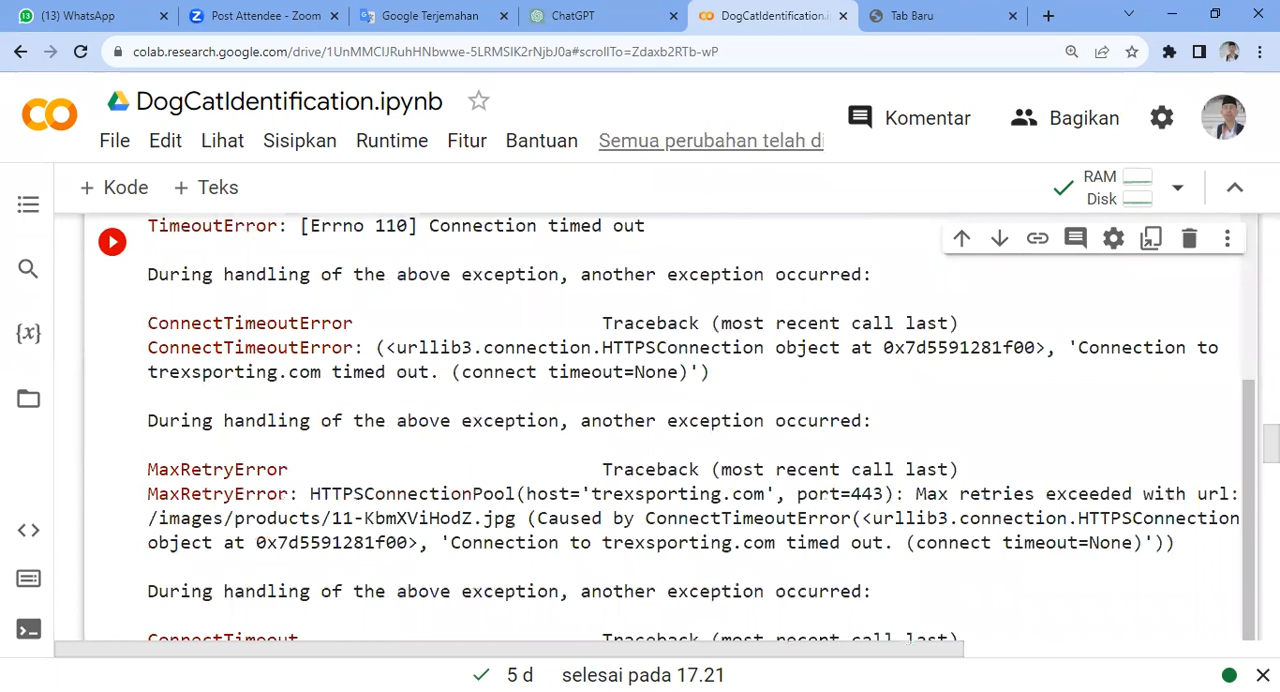 (13) WhatsApp
Post Attendee - Zoom
Google Terjemahan
ChatGPT
DogCatIdentification.i
Tab Baru
colab.research.google.com/drive/1UnMMClJRuhHNbwwe-5LRMSIK2rNjbJ0a#scrollTo=Zdaxb2RTb-wP
DogCatIdentification.ipynb
Komentar
Bagikan
File Edit Lihat Sisipkan Runtime Fitur Bantuan Semua perubahan telah di
+ Kode + Teks
RAM
Disk
{x}
TimeoutError: [Errno 110] Connection timed out
During handling of the above exception, another exception occurred:
ConnectTimeoutError Traceback (most recent call last)
ConnectTimeoutError: (<urllib3.connection.HTTPSConnection object at 0x7d5591281f00>, 'Connection to
trexsporting.com timed out. (connect timeout=None)')
During handling of the above exception, another exception occurred:
MaxRetryError Traceback (most recent call last)
MaxRetryError: HTTPSConnectionPool(host='trexsporting.com', port=443): Max retries exceeded with url:
/images/products/11-KbmXViHodZ.jpg (Caused by ConnectTimeoutError(<urllib3.connection.HTTPSConnection
object at 0x7d5591281f00>, 'Connection to trexsporting.com timed out. (connect timeout=None)'))
During handling of the above exception, another exception occurred:
ConnectTimeout Traceback (most recent call last)
5 d selesai pada 17.21